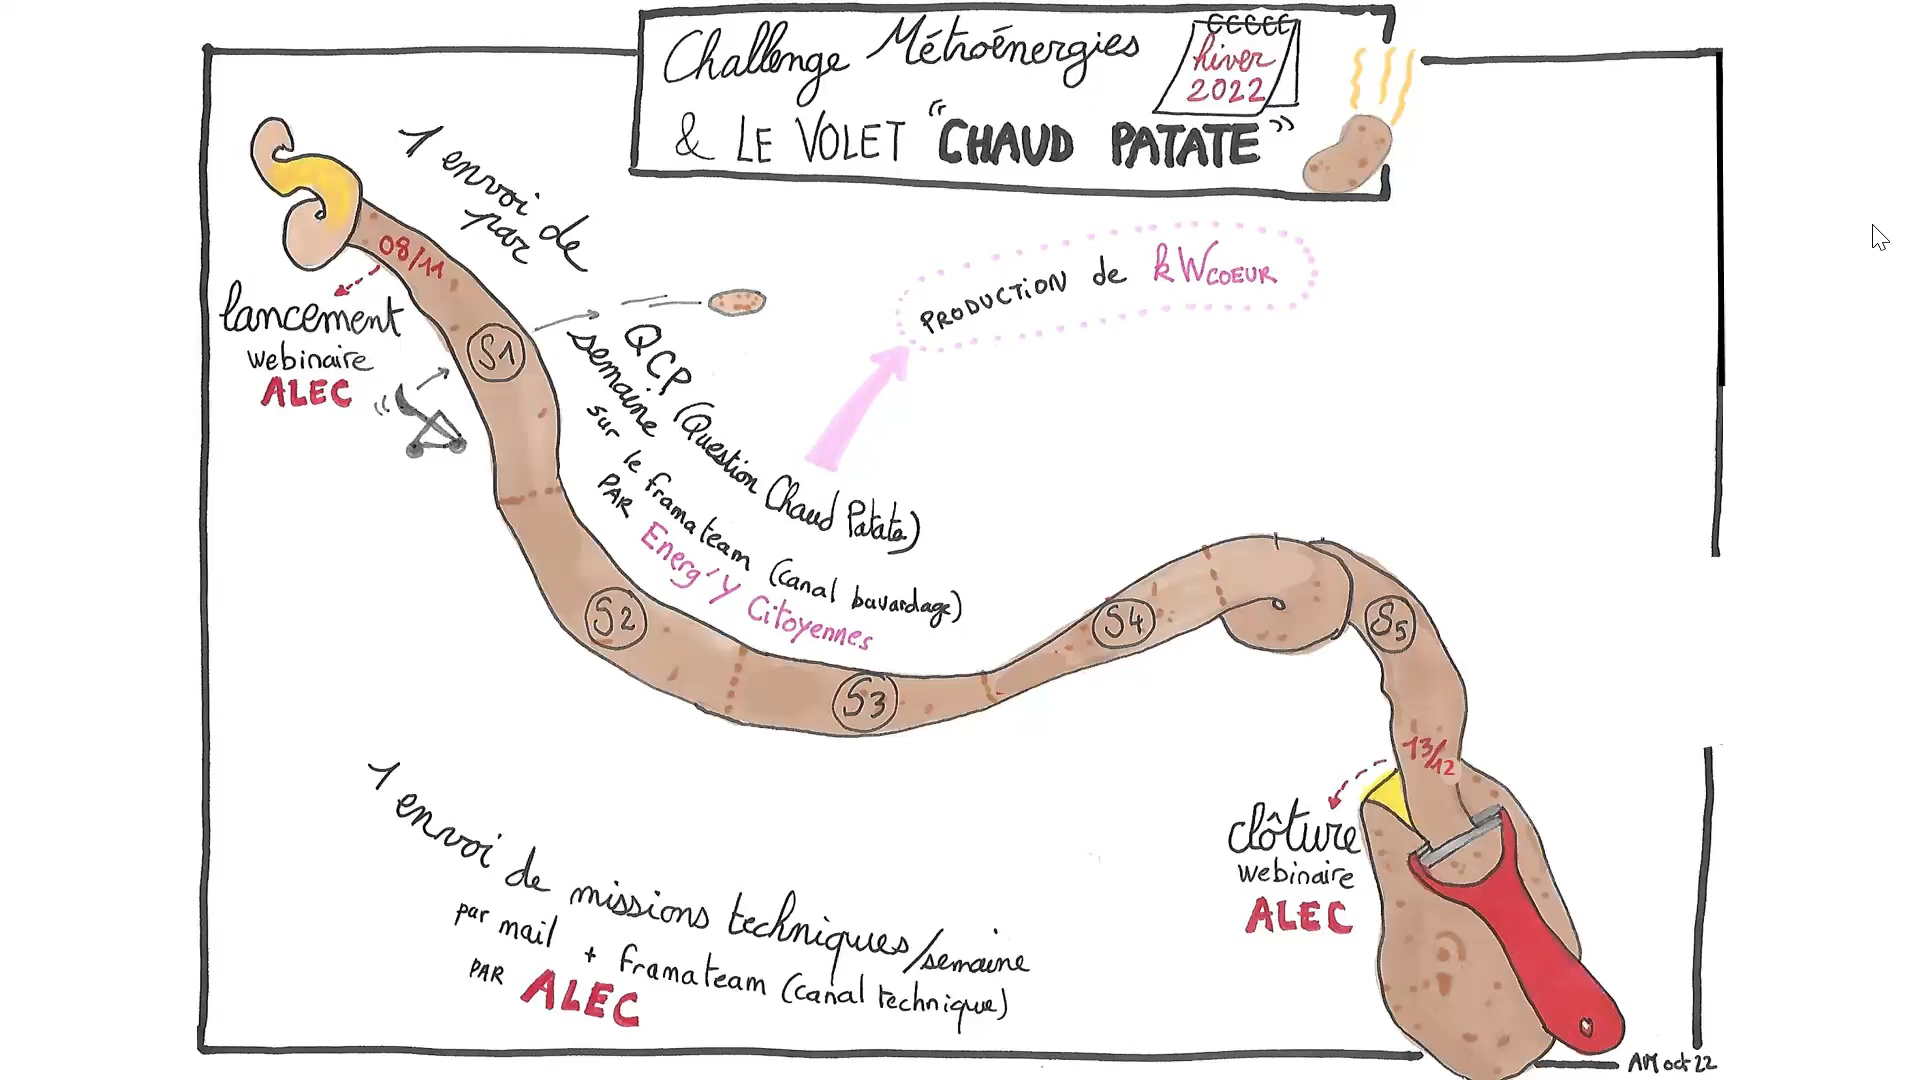 Challenge Métroénergies
hiver
2022
& LE VOLET "CHAUD PATATE"
1 envoi de
par
QCP (Question Chaud Patate)
semaine
sur le framateam (canal bavardage)
PAR Energ'Y Citoyennes
PRODUCTION de kWCOEUR
08/11
lancement
webinaire
ALEC
S1
S2
S3
S4
S5
13/12
clôture
webinaire
ALEC
1 envoi de missions techniques/semaine
par mail + framateam (canal technique)
PAR ALEC
AM oct 22